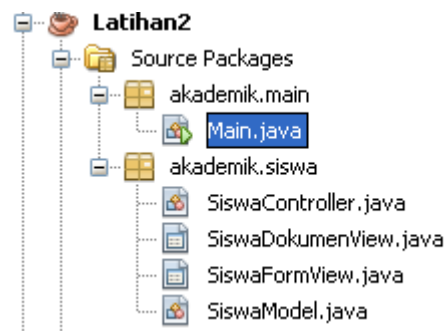 Latihan2
Source Packages
akademik.main
Main.java
akademik.siswa
SiswaController.java
SiswaDokumenView.java
SiswaFormView.java
SiswaModel.java